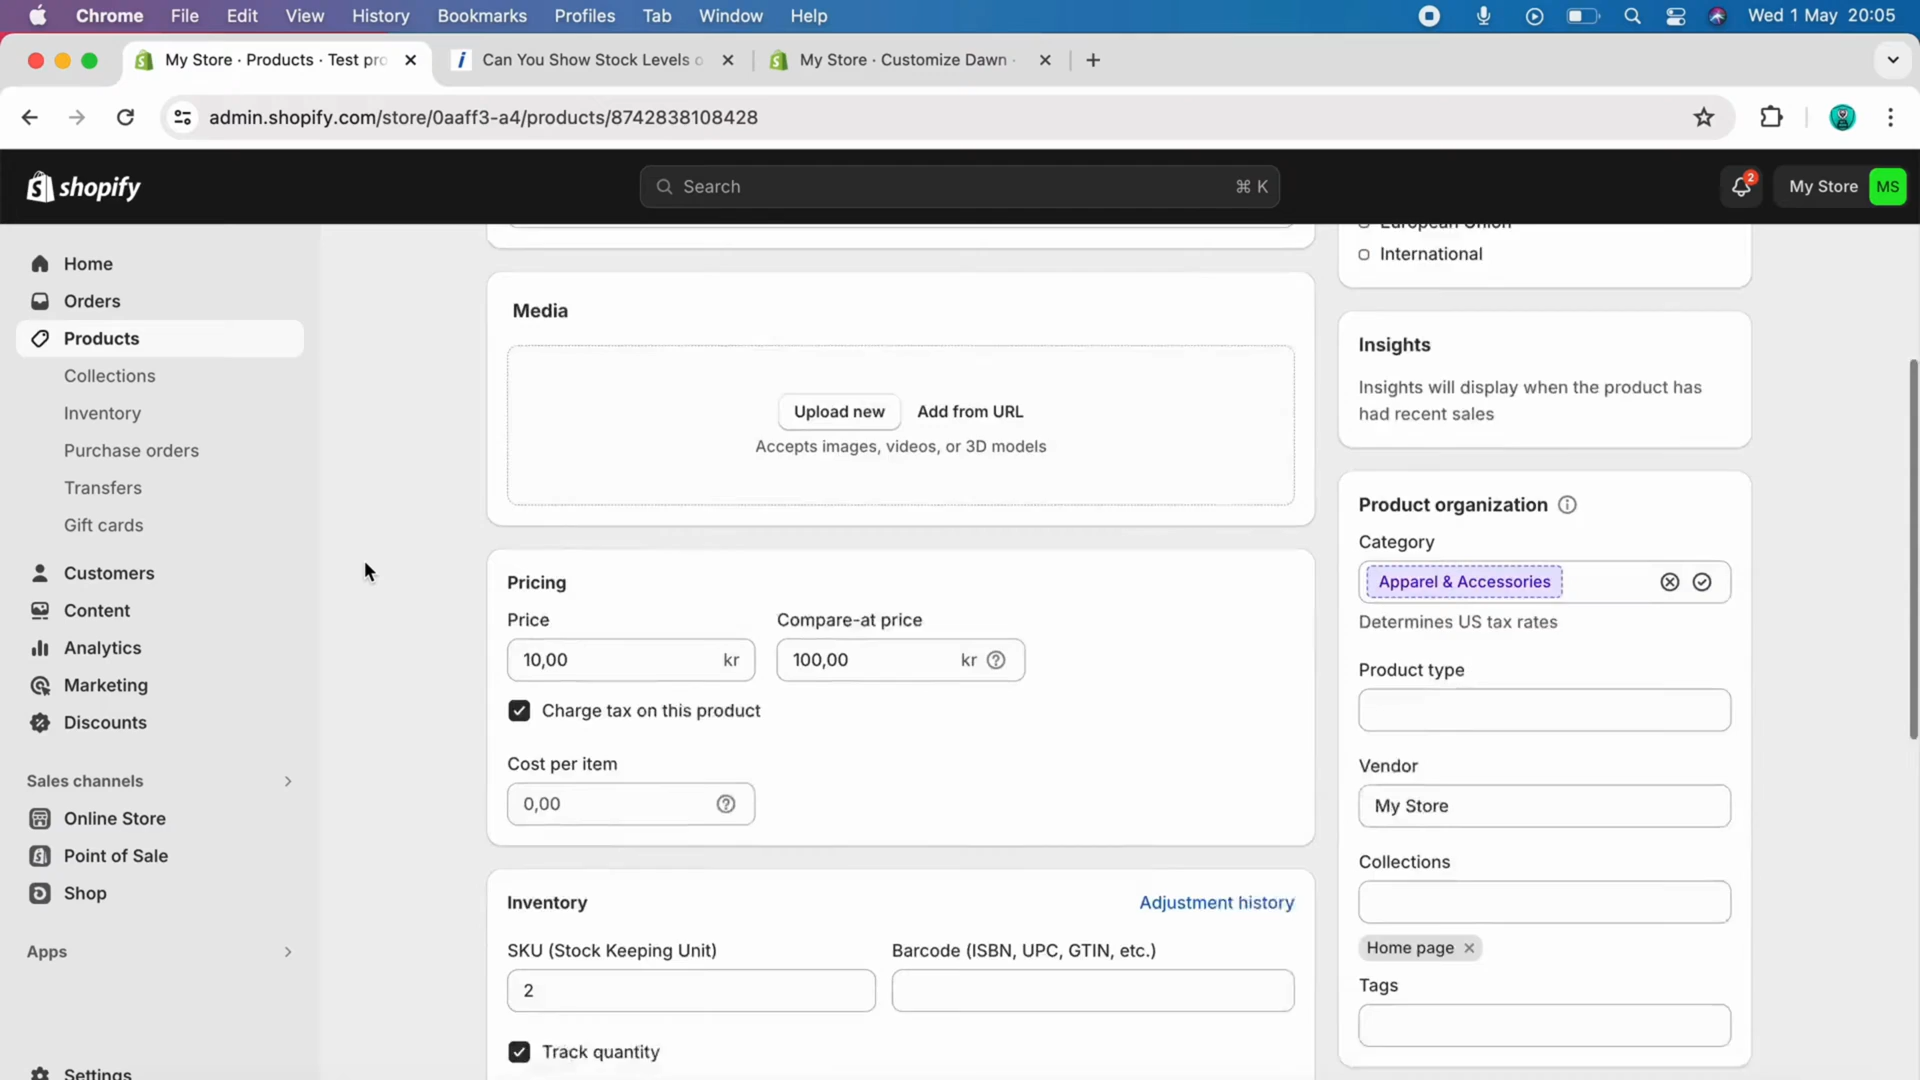 Chrome File Edit View History Bookmarks Profiles Tab Window Help Wed 1 May 20:05
My Store · Products · Test pro
Can You Show Stock Levels o
My Store · Customize Dawn ·
admin.shopify.com/store/0aaff3-a4/products/8742838108428
shopify
Search
⌘ K
2
My Store
MS
Home
Orders
Products
Collections
Inventory
Purchase orders
Transfers
Gift cards
Customers
Content
Analytics
Marketing
Discounts
Sales channels
Online Store
Point of Sale
Shop
Apps
Settings
Media
Upload new Add from URL
Accepts images, videos, or 3D models
Pricing
Price Compare-at price
10,00 kr 100,00 kr
Charge tax on this product
Cost per item
0,00
Inventory Adjustment history
SKU (Stock Keeping Unit) Barcode (ISBN, UPC, GTIN, etc.)
2
Track quantity
European Union
International
Insights
Insights will display when the product has
had recent sales
Product organization
Category
Apparel & Accessories
Determines US tax rates
Product type
Vendor
My Store
Collections
Home page
Tags